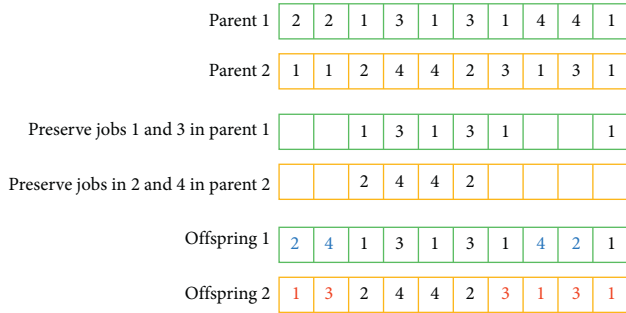 Parent 1 2 2 1 3 1 3 1 4 4 1
Parent 2 1 1 2 4 4 2 3 1 3 1
Preserve jobs 1 and 3 in parent 1 1 3 1 3 1 1
Preserve jobs in 2 and 4 in parent 2 2 4 4 2
Offspring 1 2 4 1 3 1 3 1 4 2 1
Offspring 2 1 3 2 4 4 2 3 1 3 1